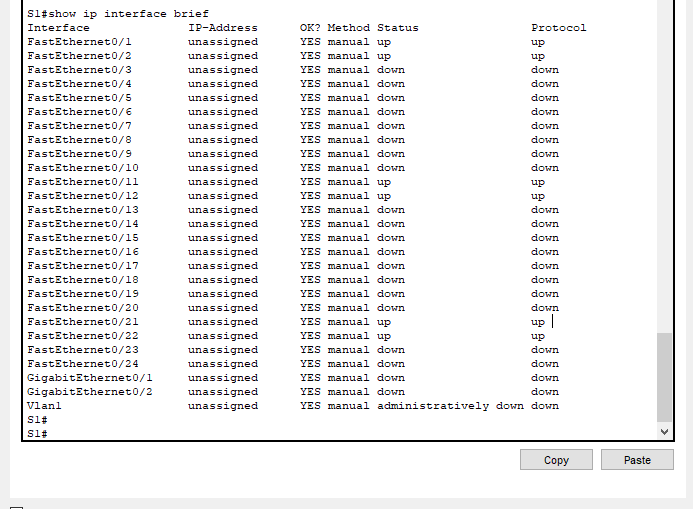 S1#show ip interface brief
Interface IP-Address OK? Method Status Protocol
FastEthernet0/1 unassigned YES manual up up
FastEthernet0/2 unassigned YES manual up up
FastEthernet0/3 unassigned YES manual down down
FastEthernet0/4 unassigned YES manual down down
FastEthernet0/5 unassigned YES manual down down
FastEthernet0/6 unassigned YES manual down down
FastEthernet0/7 unassigned YES manual down down
FastEthernet0/8 unassigned YES manual down down
FastEthernet0/9 unassigned YES manual down down
FastEthernet0/10 unassigned YES manual down down
FastEthernet0/11 unassigned YES manual up up
FastEthernet0/12 unassigned YES manual up up
FastEthernet0/13 unassigned YES manual down down
FastEthernet0/14 unassigned YES manual down down
FastEthernet0/15 unassigned YES manual down down
FastEthernet0/16 unassigned YES manual down down
FastEthernet0/17 unassigned YES manual down down
FastEthernet0/18 unassigned YES manual down down
FastEthernet0/19 unassigned YES manual down down
FastEthernet0/20 unassigned YES manual down down
FastEthernet0/21 unassigned YES manual up up
FastEthernet0/22 unassigned YES manual up up
FastEthernet0/23 unassigned YES manual down down
FastEthernet0/24 unassigned YES manual down down
GigabitEthernet0/1 unassigned YES manual down down
GigabitEthernet0/2 unassigned YES manual down down
Vlan1 unassigned YES manual administratively down down
S1#
S1#
Copy Paste